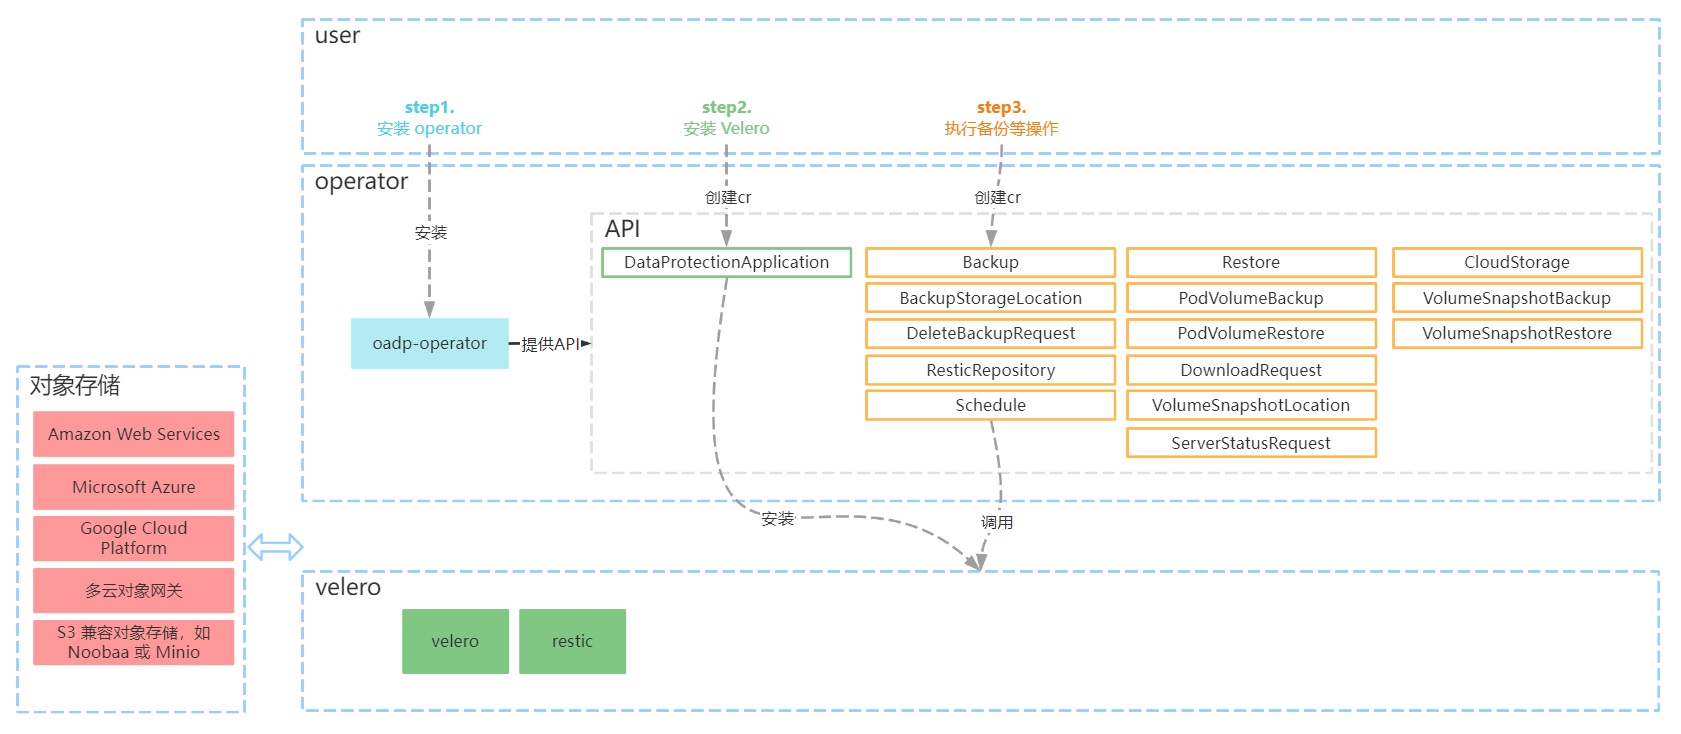 user
step1.
安装 operator
step2.
安装 Velero
step3.
执行备份等操作
operator
创建cr
创建cr
安装
API
DataProtectionApplication
Backup
Restore
CloudStorage
BackupStorageLocation
PodVolumeBackup
VolumeSnapshotBackup
DeleteBackupRequest
PodVolumeRestore
VolumeSnapshotRestore
oadp-operator
提供API
ResticRepository
DownloadRequest
Schedule
VolumeSnapshotLocation
ServerStatusRequest
对象存储
Amazon Web Services
Microsoft Azure
Google Cloud
Platform
多云对象网关
S3 兼容对象存储，如
Noobaa 或 Minio
安装
调用
velero
velero
restic